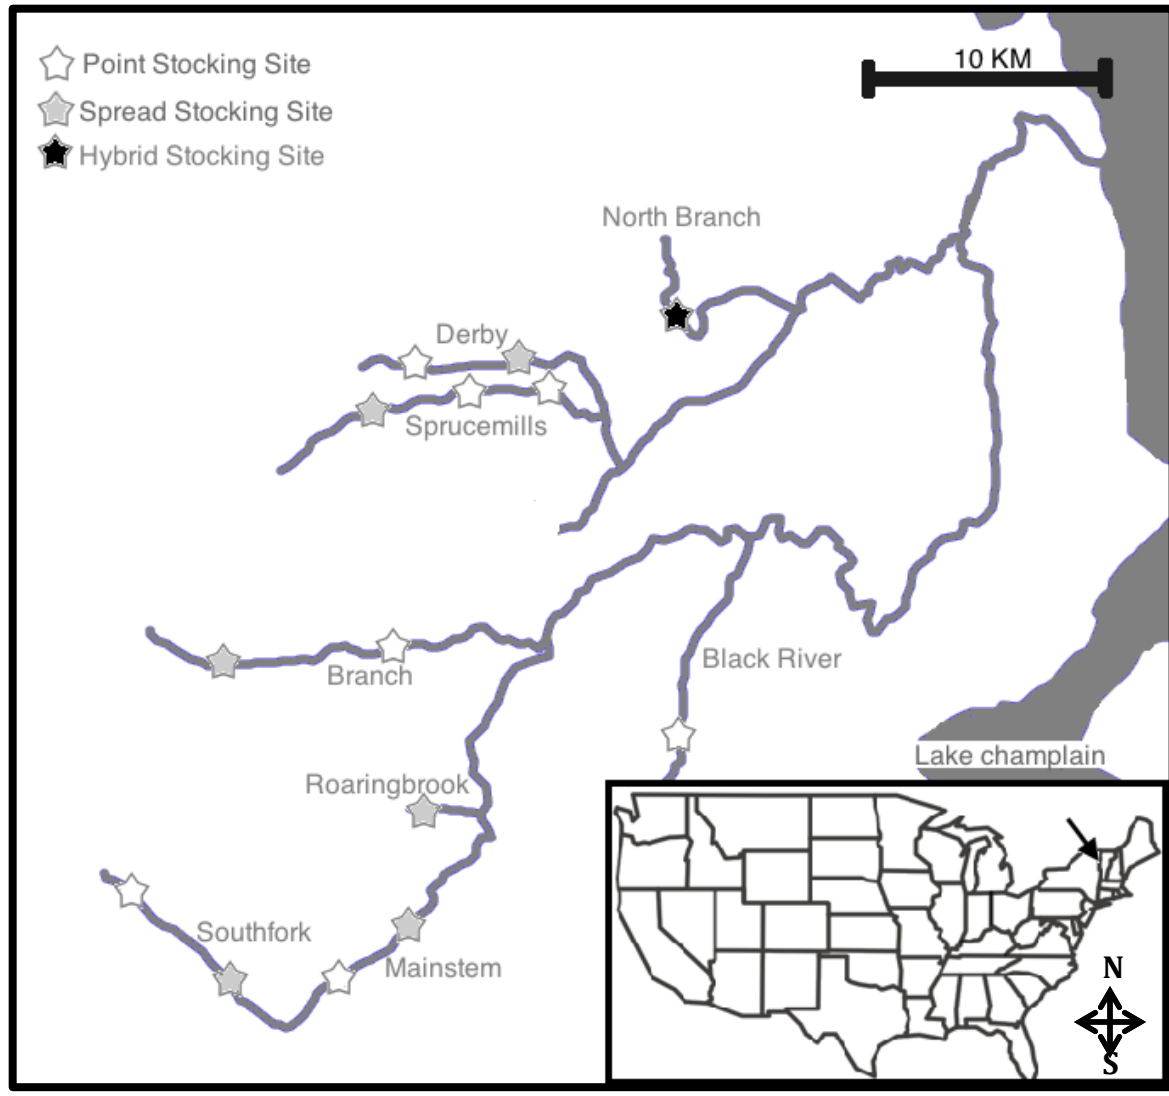 Point Stocking Site
Spread Stocking Site
Hybrid Stocking Site
10 KM
North Branch
Derby
Sprucemills
Branch
Black River
Lake champlain
Roaringbrook
Southfork
Mainstem
N
S